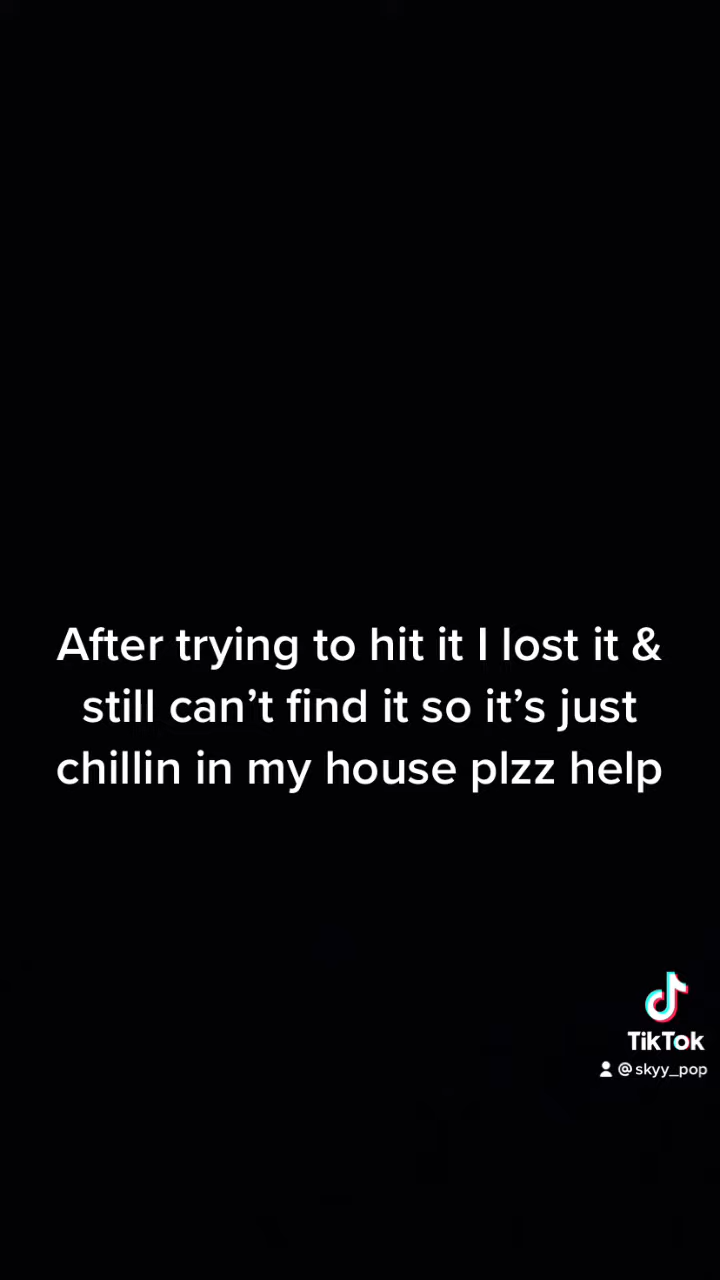 After trying to hit it I lost it &
still can’t find it so it’s just
chillin in my house plzz help
TikTok
@skyy_pop